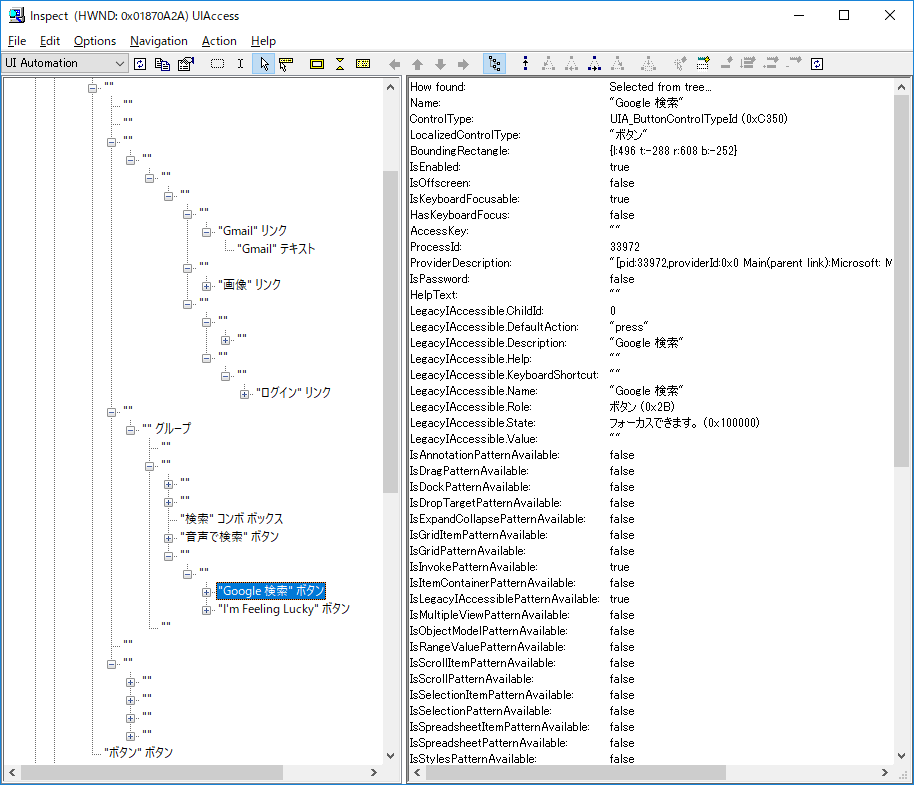 Inspect (HWND: 0x01870A2A) UIAccess
File Edit Options Navigation Action Help
UI Automation
""
""
""
""
""
""
""
""
"Gmail" リンク
"Gmail" テキスト
""
"画像" リンク
""
""
""
""
""
"ログイン" リンク
""
"" グループ
""
""
""
""
"検索" コンボ ボックス
"音声で検索" ボタン
""
""
"Google 検索" ボタン
"I'm Feeling Lucky" ボタン
""
""
""
""
""
""
""
"ボタン" ボタン
How found: Selected from tree...
Name: "Google 検索"
ControlType: UIA_ButtonControlTypeId (0xC350)
LocalizedControlType: "ボタン"
BoundingRectangle: {l:496 t:-288 r:608 b:-252}
IsEnabled: true
IsOffscreen: false
IsKeyboardFocusable: true
HasKeyboardFocus: false
AccessKey: ""
ProcessId: 33972
ProviderDescription: "[pid:33972,providerId:0x0 Main(parent link):Microsoft: M
IsPassword: false
HelpText: ""
LegacyIAccessible.ChildId: 0
LegacyIAccessible.DefaultAction: "press"
LegacyIAccessible.Description: "Google 検索"
LegacyIAccessible.Help: ""
LegacyIAccessible.KeyboardShortcut: ""
LegacyIAccessible.Name: "Google 検索"
LegacyIAccessible.Role: ボタン (0x2B)
LegacyIAccessible.State: フォーカスできます。 (0x100000)
LegacyIAccessible.Value: ""
IsAnnotationPatternAvailable: false
IsDragPatternAvailable: false
IsDockPatternAvailable: false
IsDropTargetPatternAvailable: false
IsExpandCollapsePatternAvailable: false
IsGridItemPatternAvailable: false
IsGridPatternAvailable: false
IsInvokePatternAvailable: true
IsItemContainerPatternAvailable: false
IsLegacyIAccessiblePatternAvailable: true
IsMultipleViewPatternAvailable: false
IsObjectModelPatternAvailable: false
IsRangeValuePatternAvailable: false
IsScrollItemPatternAvailable: false
IsScrollPatternAvailable: false
IsSelectionItemPatternAvailable: false
IsSelectionPatternAvailable: false
IsSpreadsheetItemPatternAvailable: false
IsSpreadsheetPatternAvailable: false
IsStylesPatternAvailable: false